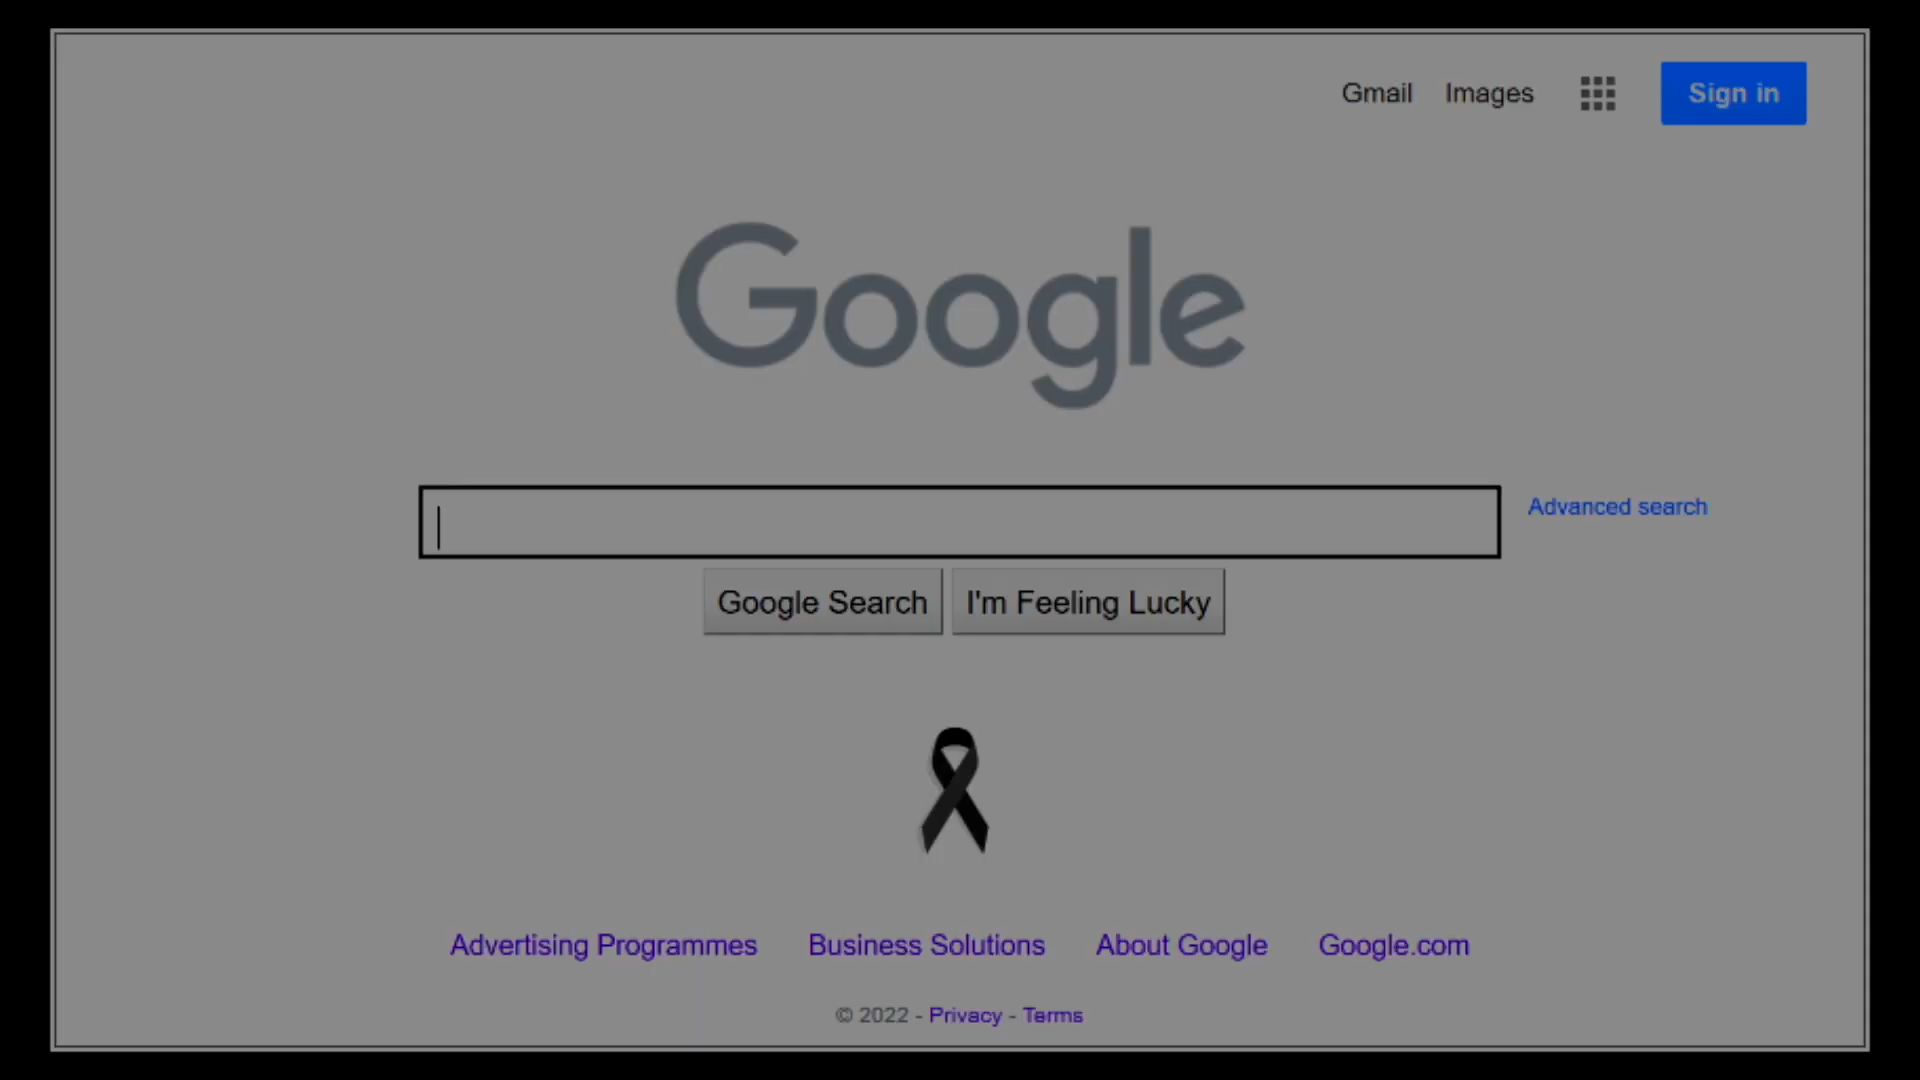 Gmail Images Sign in
Google
Advanced search
Google Search I'm Feeling Lucky
Advertising Programmes Business Solutions About Google Google.com
© 2022 - Privacy - Terms